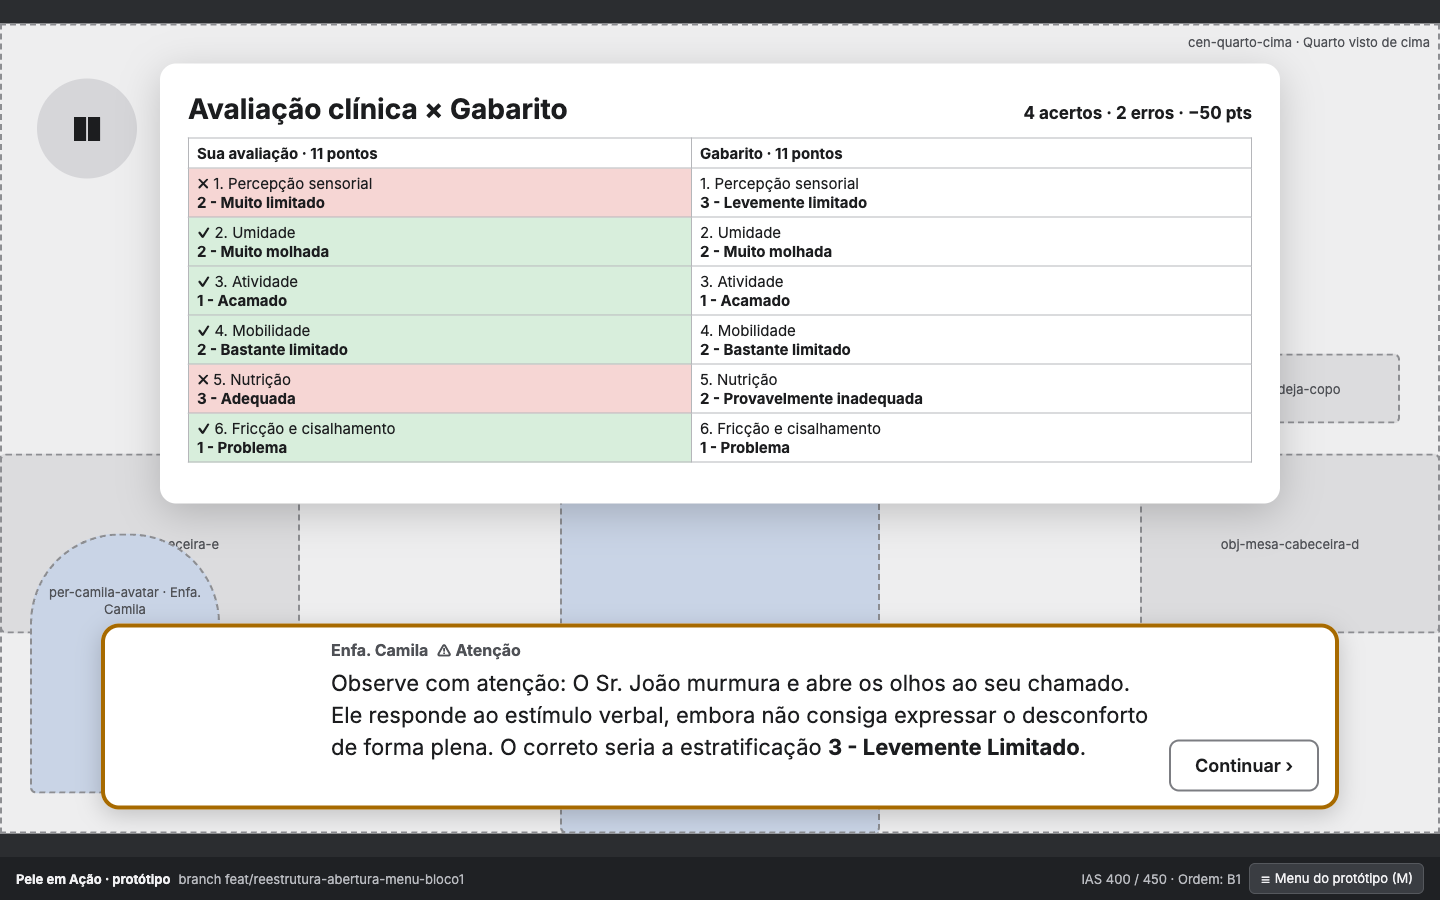 cen-quarto-cima · Quarto visto de cima
Avaliação clínica × Gabarito
4 acertos · 2 erros · −50 pts
Sua avaliação · 11 pontos
Gabarito · 11 pontos
✕ 1. Percepção sensorial
2 - Muito limitado
1. Percepção sensorial
3 - Levemente limitado
✓ 2. Umidade
2 - Muito molhada
2. Umidade
2 - Muito molhada
✓ 3. Atividade
1 - Acamado
3. Atividade
1 - Acamado
✓ 4. Mobilidade
2 - Bastante limitado
4. Mobilidade
2 - Bastante limitado
✕ 5. Nutrição
3 - Adequada
5. Nutrição
2 - Provavelmente inadequada
✓ 6. Fricção e cisalhamento
1 - Problema
6. Fricção e cisalhamento
1 - Problema
deja-copo
eceira-e
obj-mesa-cabeceira-d
per-camila-avatar · Enfa.
Camila
Enfa. Camila ⚠ Atenção
Observe com atenção: O Sr. João murmura e abre os olhos ao seu chamado.
Ele responde ao estímulo verbal, embora não consiga expressar o desconforto
de forma plena. O correto seria a estratificação 3 - Levemente Limitado.
Continuar ›
Pele em Ação · protótipo branch feat/reestrutura-abertura-menu-bloco1
IAS 400 / 450 · Ordem: B1
≡ Menu do protótipo (M)